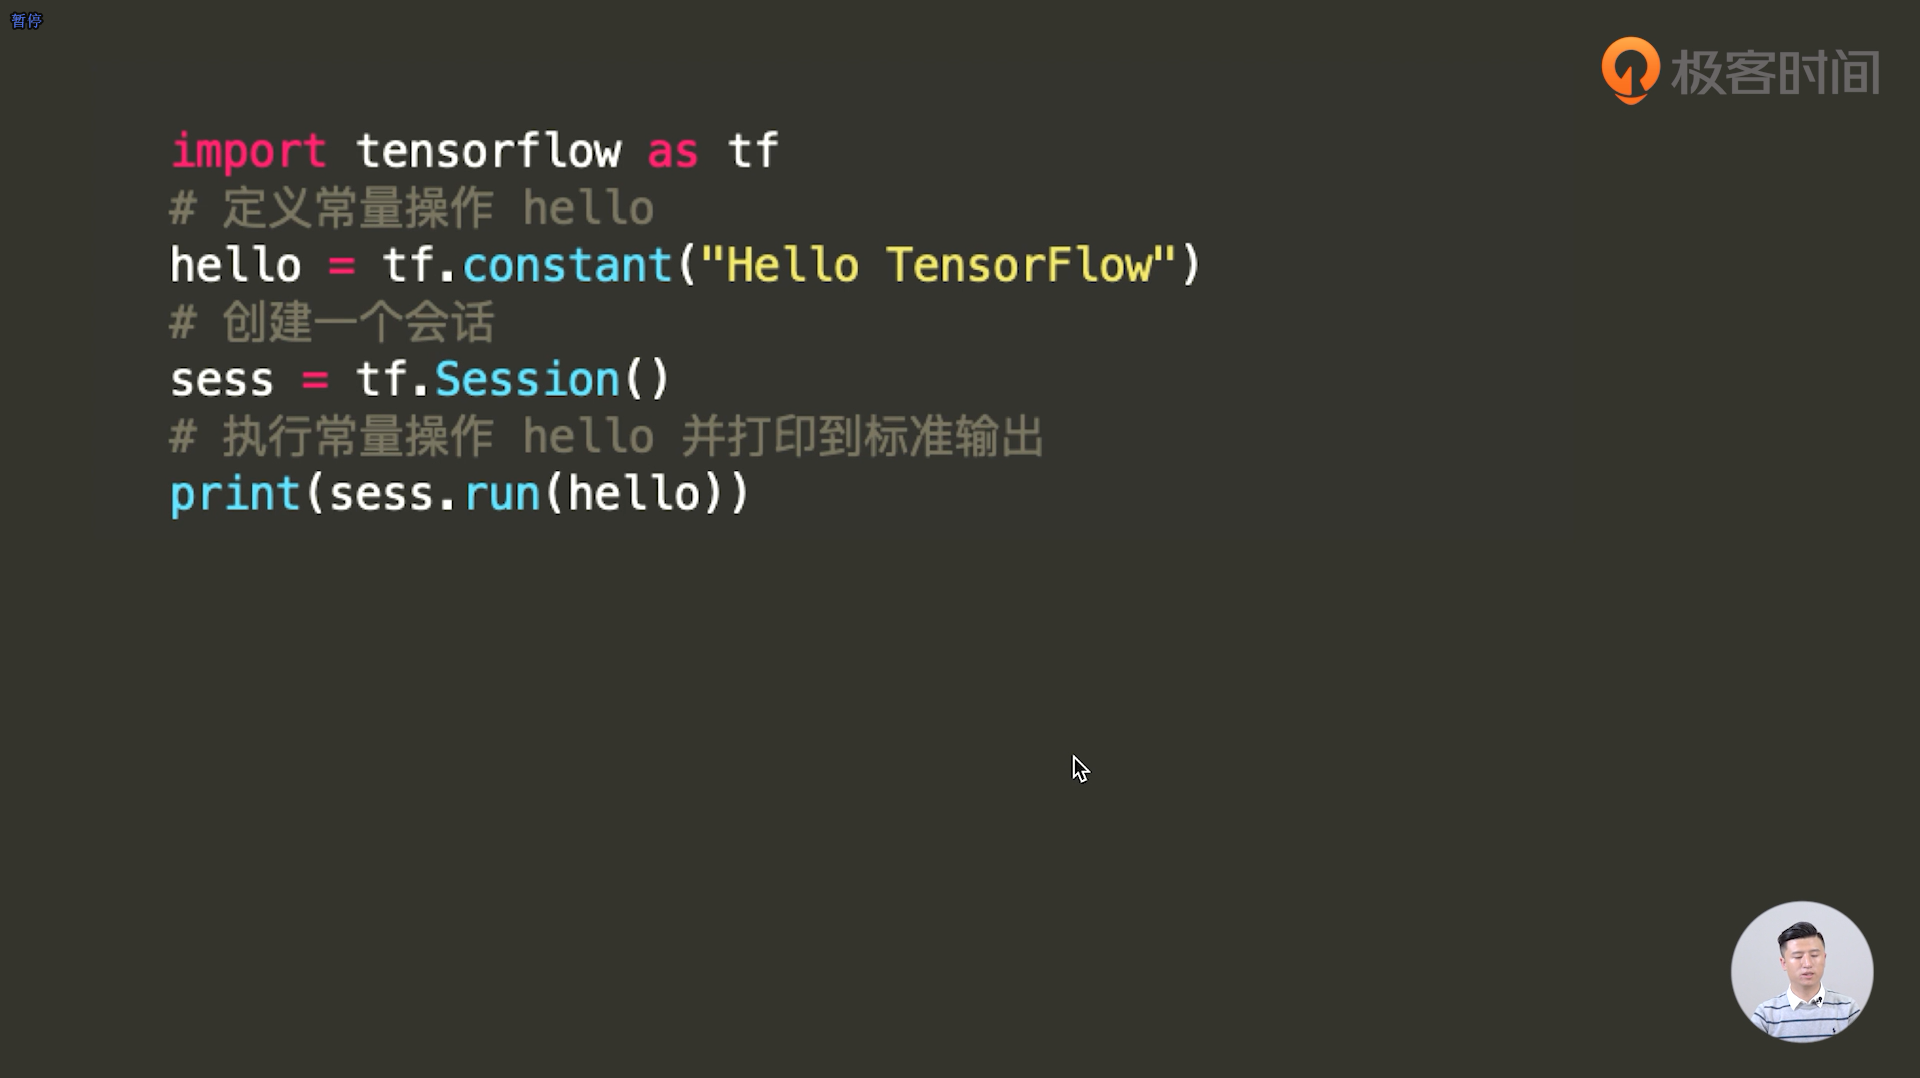 暂停
极客时间
import tensorflow as tf
# 定义常量操作 hello
hello = tf.constant("Hello TensorFlow")
# 创建一个会话
sess = tf.Session()
# 执行常量操作 hello 并打印到标准输出
print(sess.run(hello))